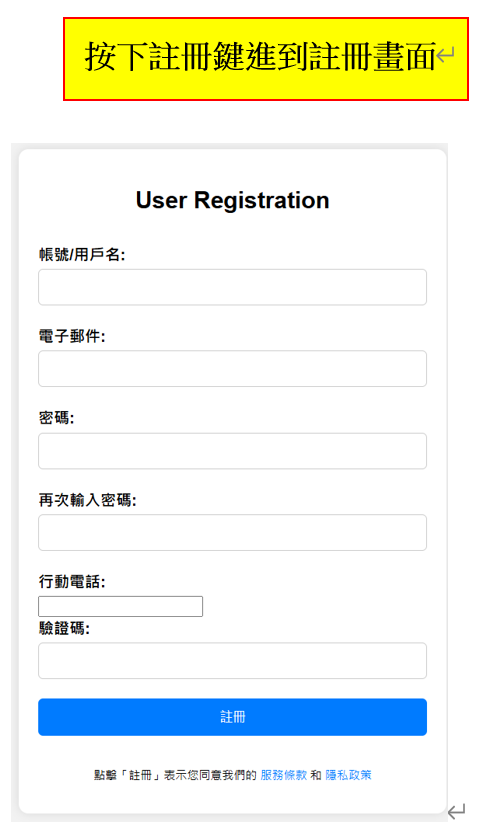 按下註冊鍵進到註冊畫面
User Registration
帳號/用戶名:
電子郵件:
密碼:
再次輸入密碼:
行動電話:
驗證碼:
註冊
點擊「註冊」表示您同意我們的 服務條款 和 隱私政策